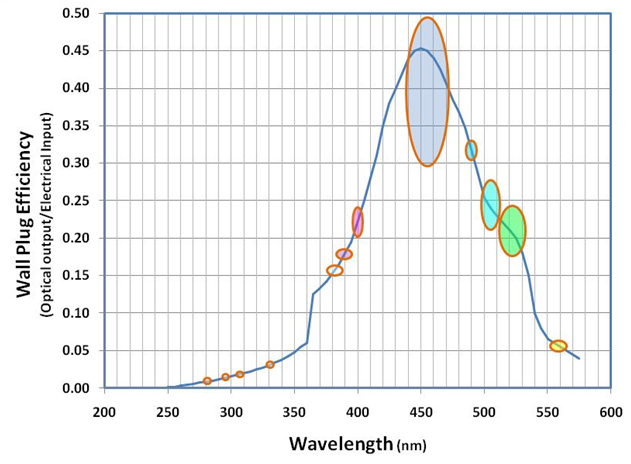 0.50
0.45
0.40
0.35
0.30
0.25
0.20
0.15
0.10
0.05
0.00
Wall Plug Efficiency
(Optical output/Electrical Input)
200 250 300 350 400 450 500 550 600
Wavelength (nm)